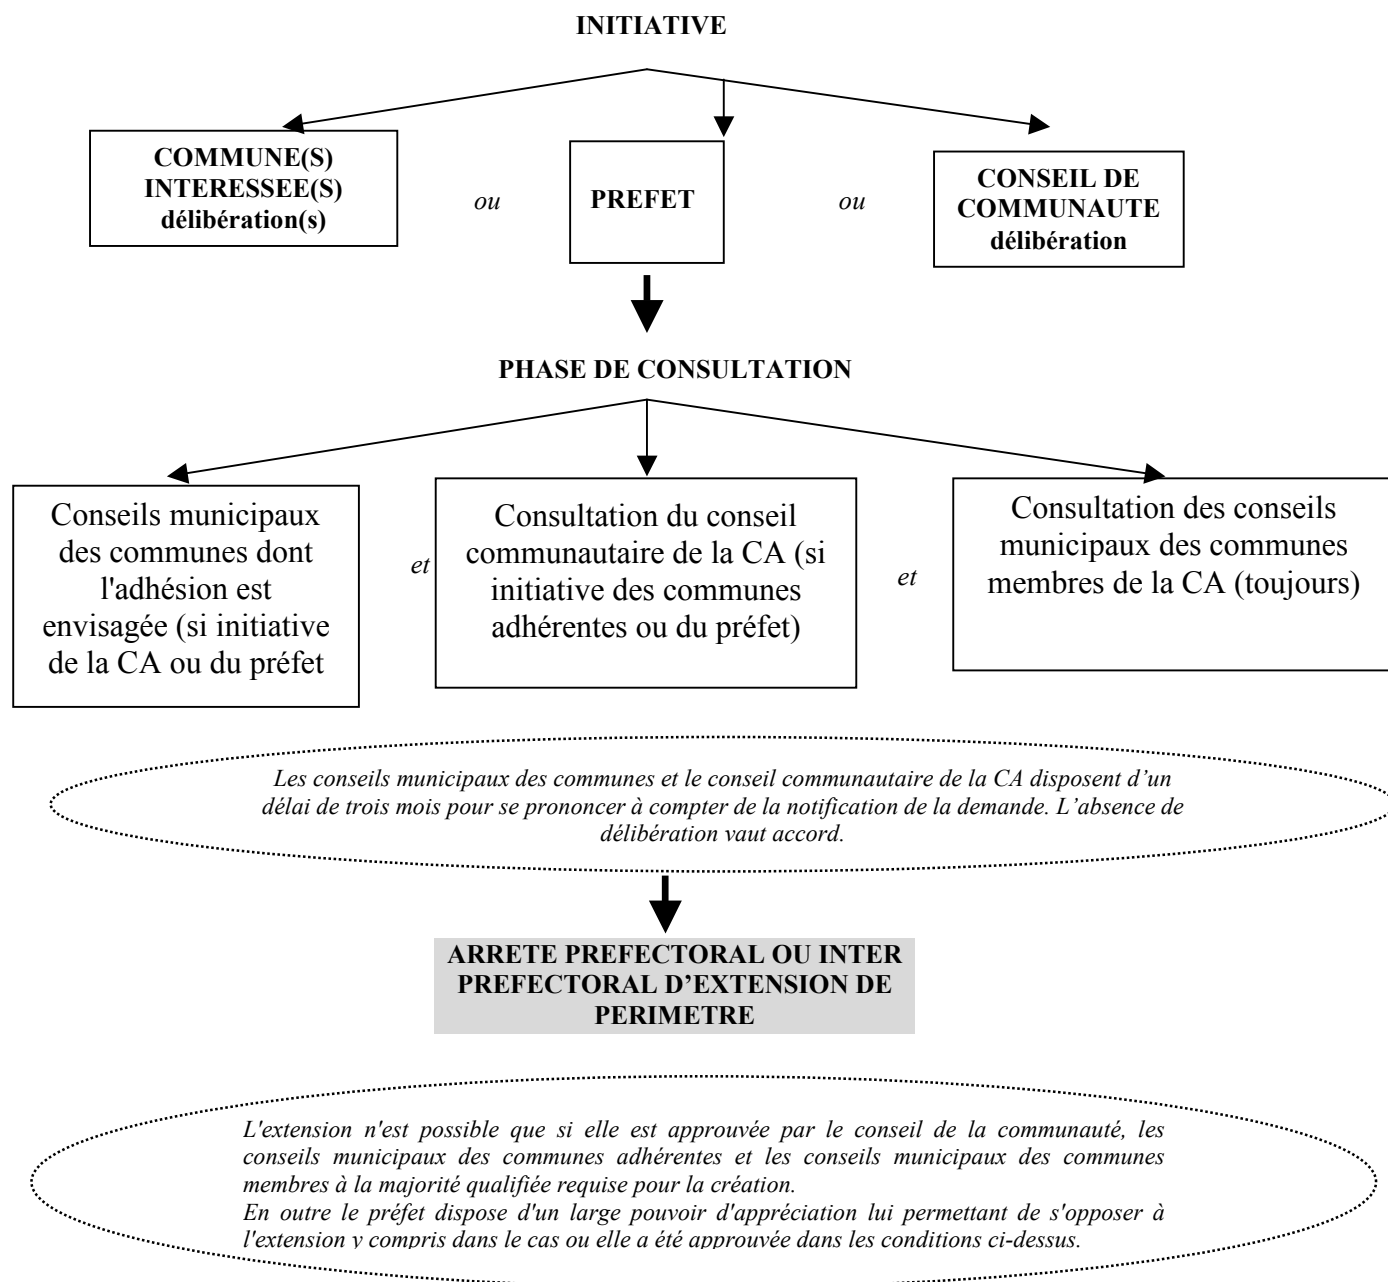 INITIATIVE
COMMUNE(S)
INTERESSEE(S)
délibération(s)
ou
PREFET
ou
CONSEIL DE
COMMUNAUTE
délibération
PHASE DE CONSULTATION
Conseils municipaux
des communes dont
l'adhésion est
envisagée (si initiative
de la CA ou du préfet
et
Consultation du conseil
communautaire de la CA (si
initiative des communes
adhérentes ou du préfet)
et
Consultation des conseils
municipaux des communes
membres de la CA (toujours)
Les conseils municipaux des communes et le conseil communautaire de la CA disposent d’un
délai de trois mois pour se prononcer à compter de la notification de la demande. L’absence de
délibération vaut accord.
ARRETE PREFECTORAL OU INTER
PREFECTORAL D’EXTENSION DE
PERIMETRE
L'extension n'est possible que si elle est approuvée par le conseil de la communauté, les
conseils municipaux des communes adhérentes et les conseils municipaux des communes
membres à la majorité qualifiée requise pour la création.
En outre le préfet dispose d'un large pouvoir d'appréciation lui permettant de s'opposer à
l'extension y compris dans le cas ou elle a été approuvée dans les conditions ci-dessus.